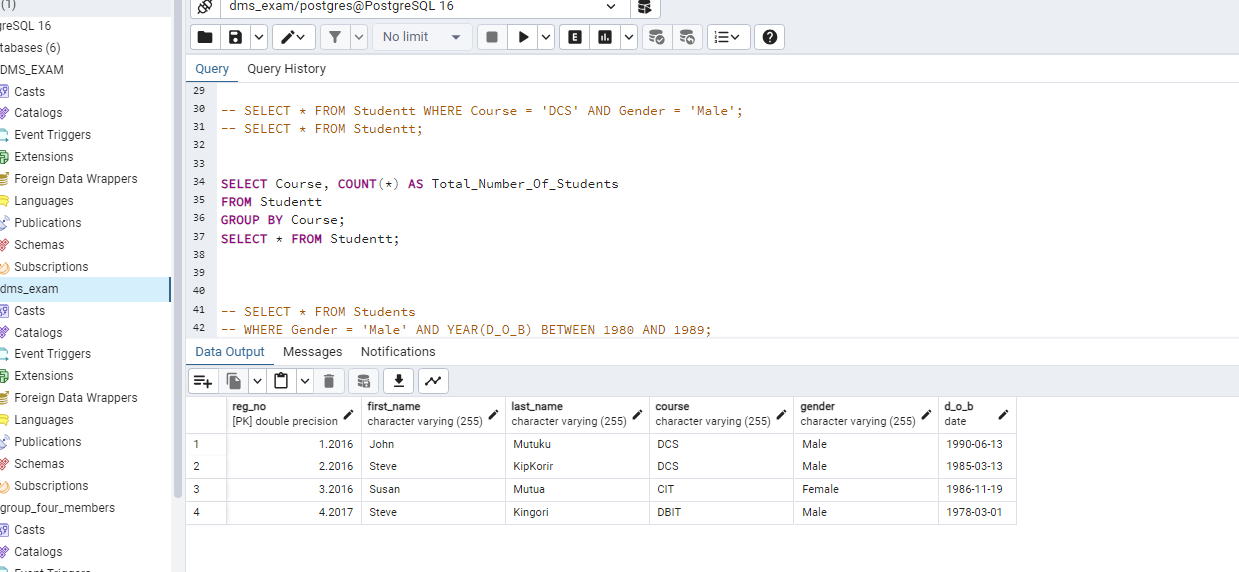 (1)
greSQL 16
tabases (6)
DMS_EXAM
Casts
Catalogs
Event Triggers
Extensions
Foreign Data Wrappers
Languages
Publications
Schemas
Subscriptions
dms_exam
Casts
Catalogs
Event Triggers
Extensions
Foreign Data Wrappers
Languages
Publications
Schemas
Subscriptions
group_four_members
Casts
Catalogs
dms_exam/postgres@PostgreSQL 16
No limit
E
Query Query History
29
30 -- SELECT * FROM Studentt WHERE Course = 'DCS' AND Gender = 'Male';
31 -- SELECT * FROM Studentt;
32
33
34 SELECT Course, COUNT(*) AS Total_Number_Of_Students
35 FROM Studentt
36 GROUP BY Course;
37 SELECT * FROM Studentt;
38
39
40
41 -- SELECT * FROM Students
42 -- WHERE Gender = 'Male' AND YEAR(D_O_B) BETWEEN 1980 AND 1989;
Data Output Messages Notifications
reg_no first_name last_name course gender d_o_b
[PK] double precision character varying (255) character varying (255) character varying (255) character varying (255) date
1 1.2016 John Mutuku DCS Male 1990-06-13
2 2.2016 Steve KipKorir DCS Male 1985-03-13
3 3.2016 Susan Mutua CIT Female 1986-11-19
4 4.2017 Steve Kingori DBIT Male 1978-03-01